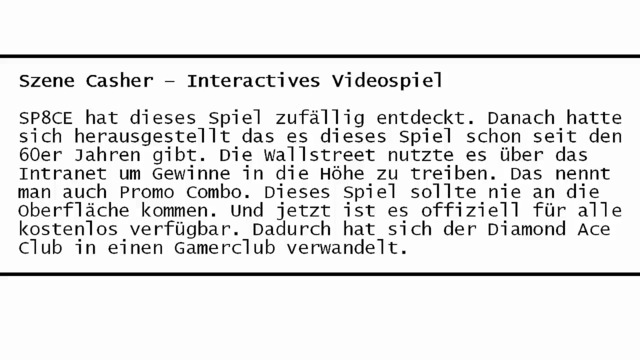 Szene Casher – Interactives Videospiel
SP8CE hat dieses Spiel zufällig entdeckt. Danach hatte
sich herausgestellt das es dieses Spiel schon seit den
60er Jahren gibt. Die Wallstreet nutzte es über das
Intranet um Gewinne in die Höhe zu treiben. Das nennt
man auch Promo Combo. Dieses Spiel sollte nie an die
Oberfläche kommen. Und jetzt ist es offiziell für alle
kostenlos verfügbar. Dadurch hat sich der Diamond Ace
Club in einen Gamerclub verwandelt.